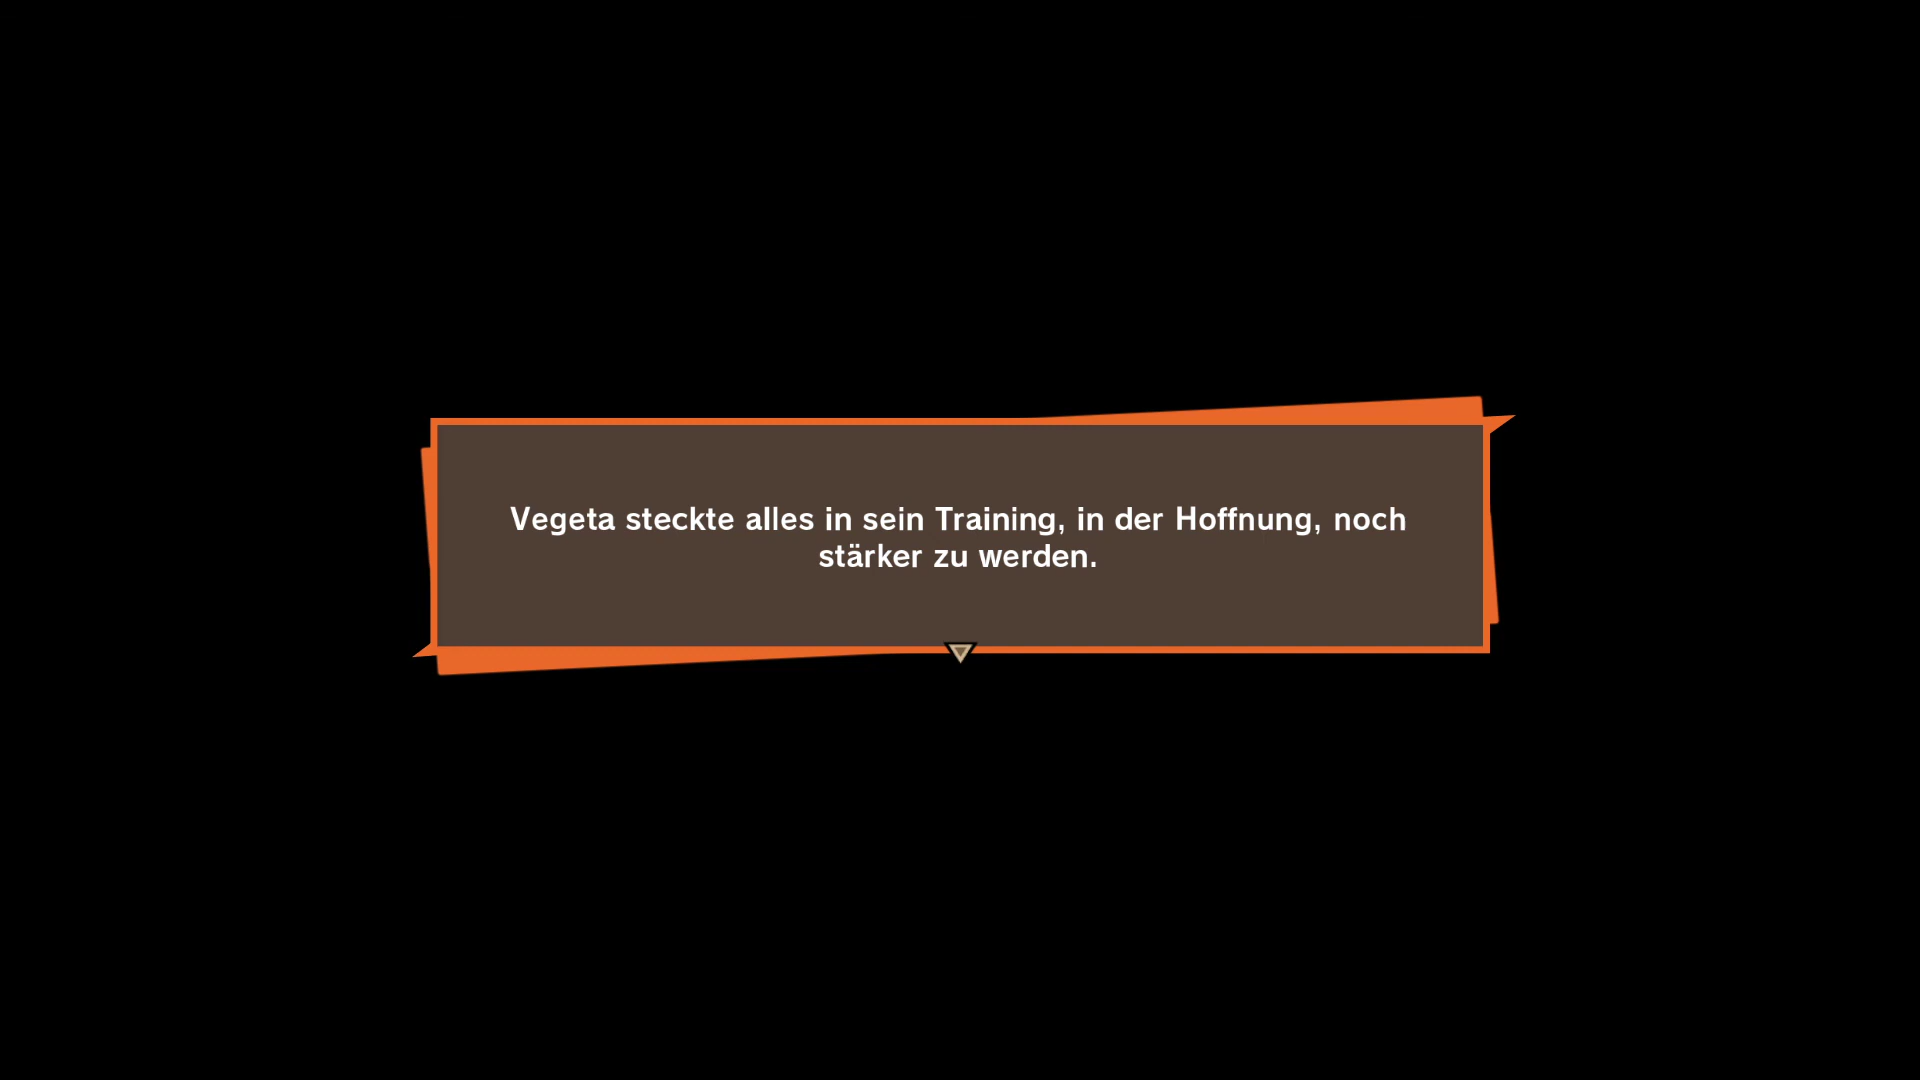 Vegeta steckte alles in sein Training, in der Hoffnung, noch
stärker zu werden.